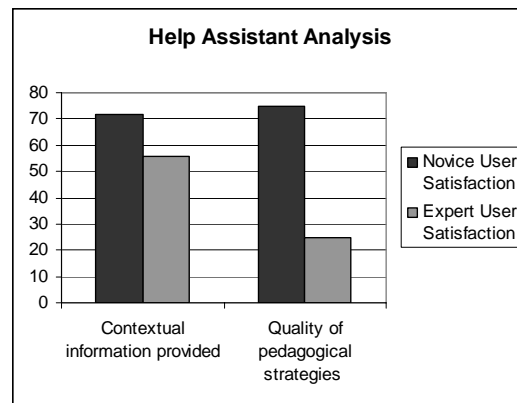 Help Assistant Analysis
80
70
60
50
40
30
20
10
0
Contextual
information provided
Quality of
pedagogical
strategies
Novice User
Satisfaction
Expert User
Satisfaction